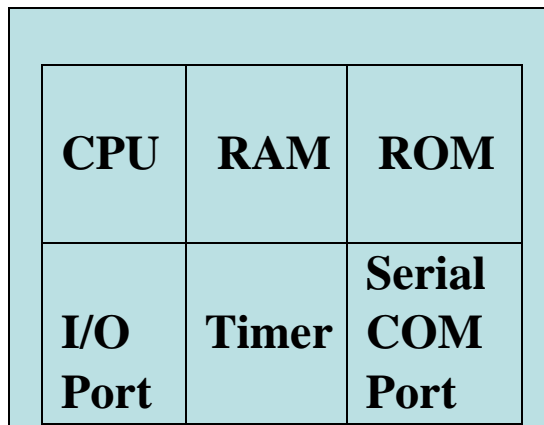 CPU
RAM
ROM
I/O
Port
Timer
Serial
COM
Port